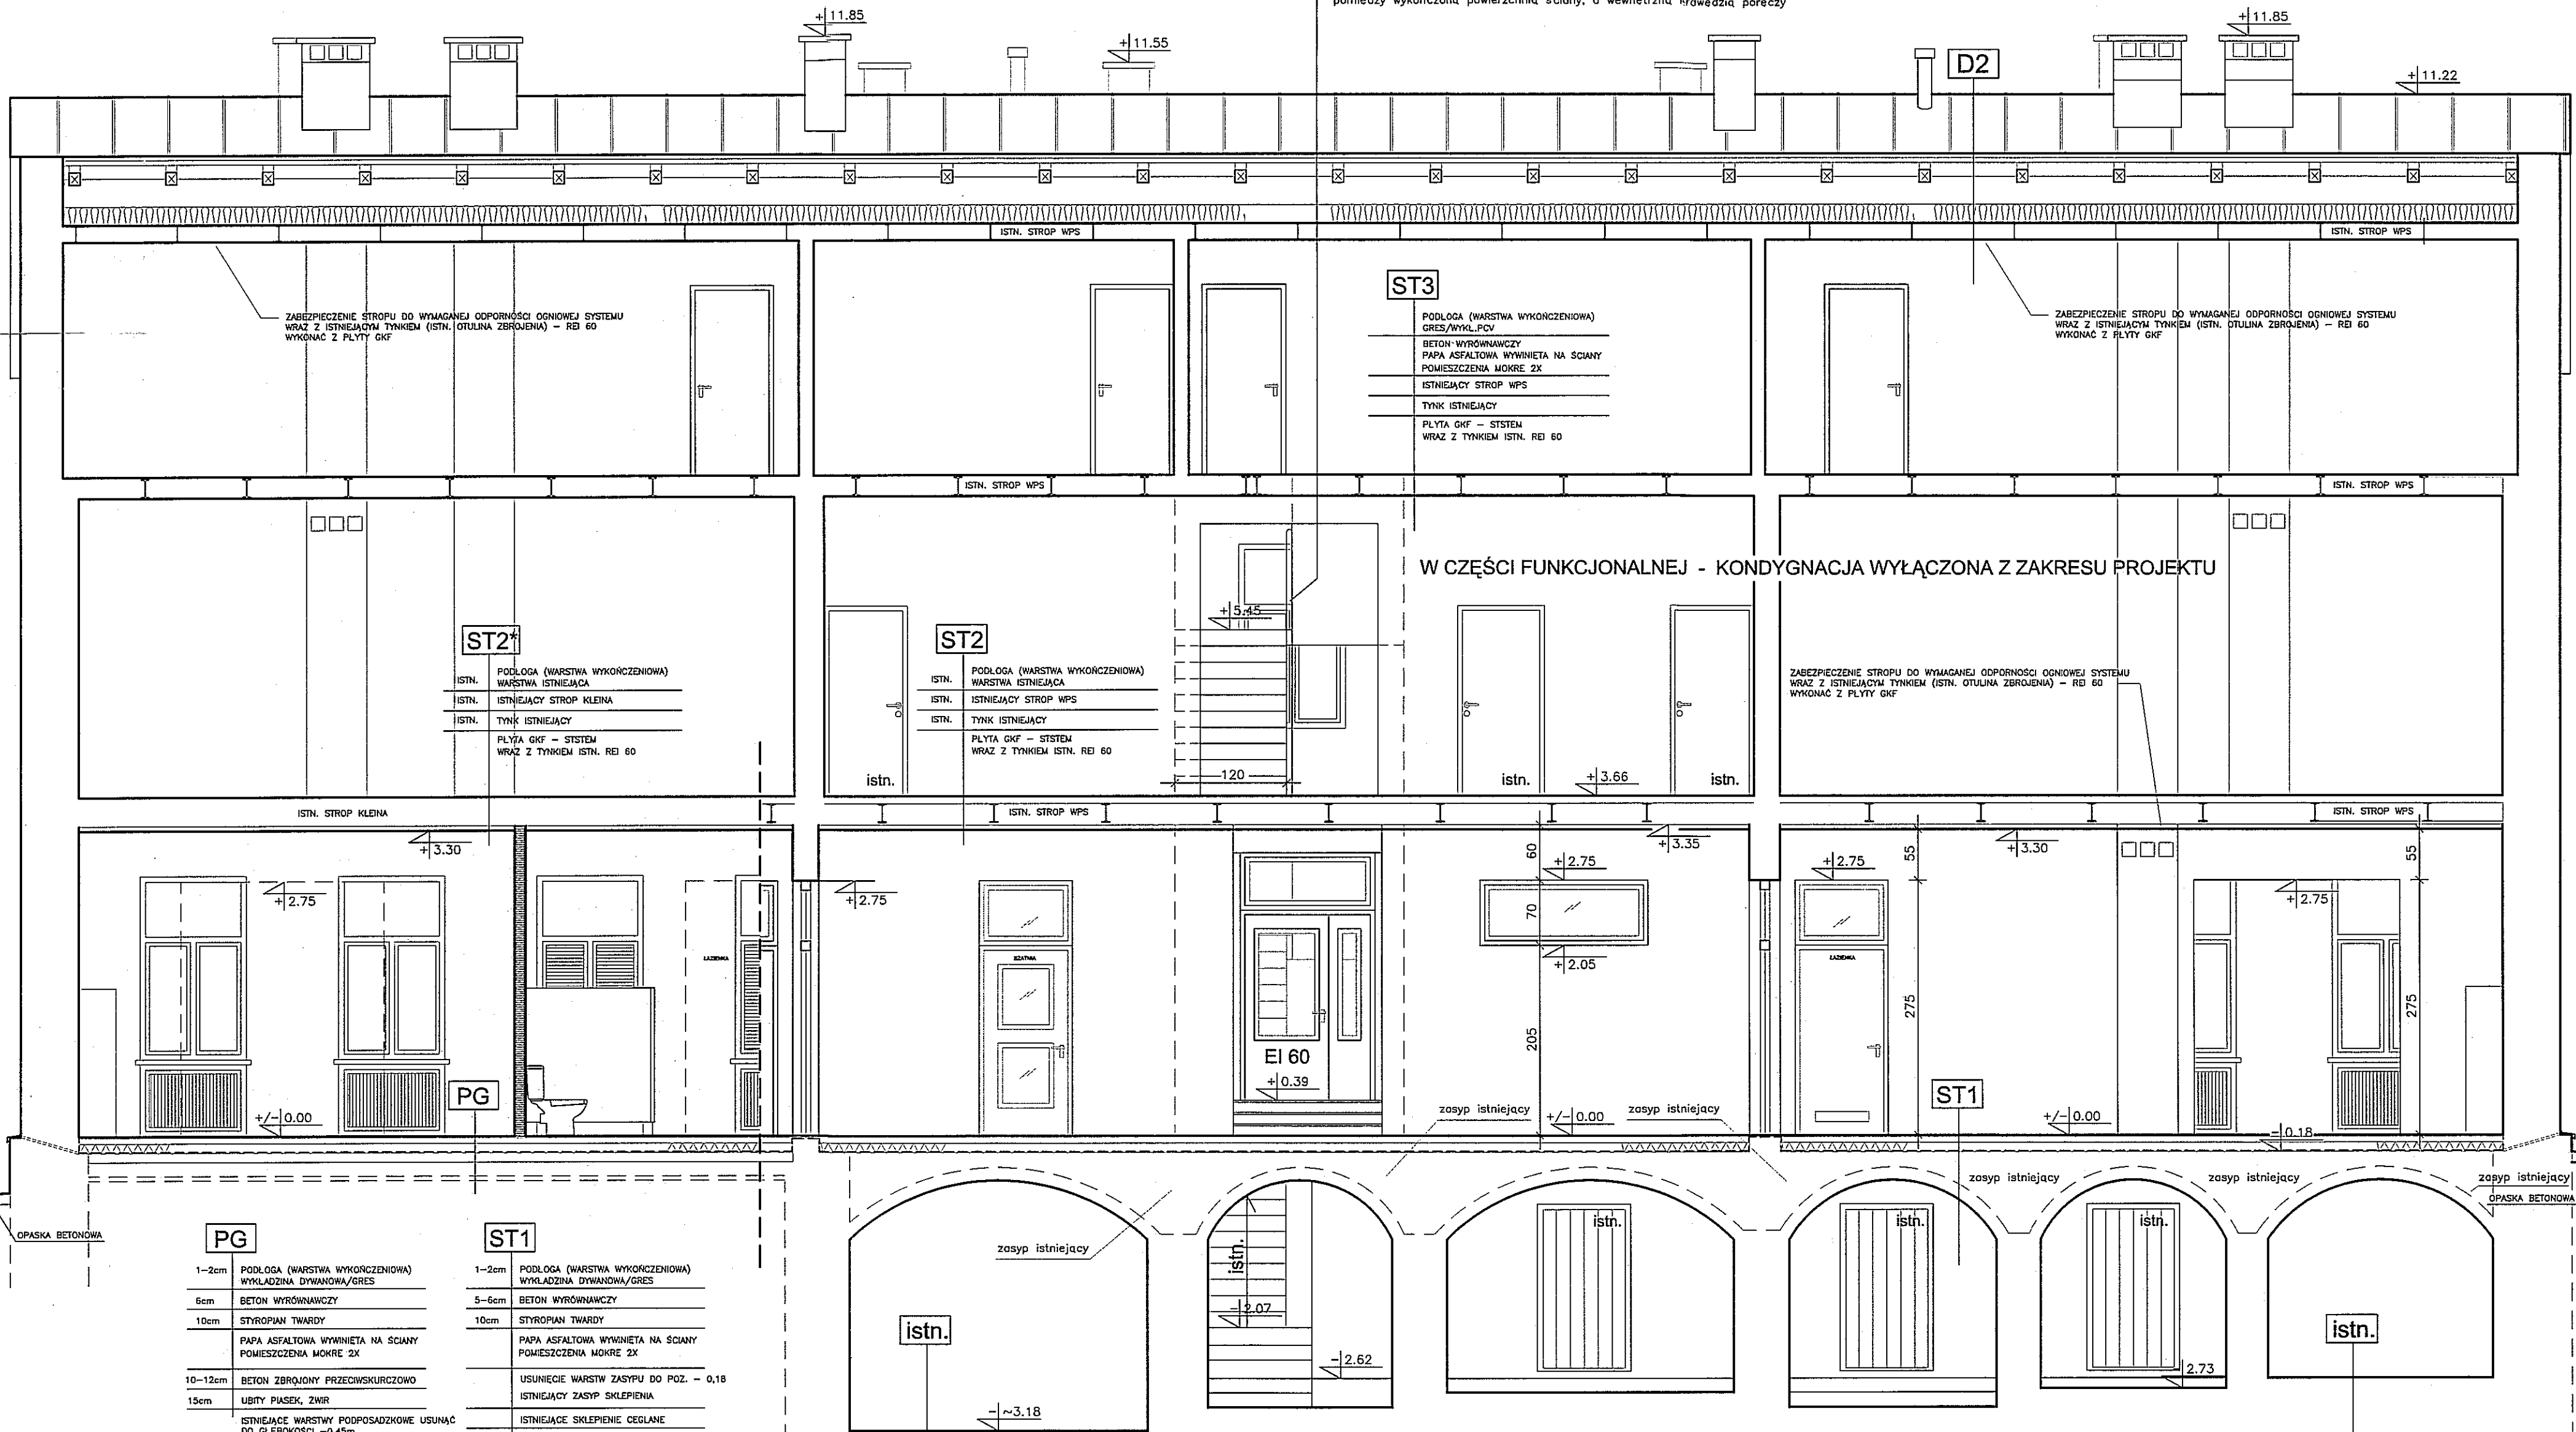 pomiędzy wykończoną powierzchnią ściany, a wewnętrzną krawędzią poręczy
+11.85
+11.55
+11.85
+11.22
D2
ISTN. STROP WPS
ISTN. STROP WPS
ZABEZPIECZENIE STROPU DO WYMAGANEJ ODPORNOŚCI OGNIOWEJ SYSTEMU
WRAZ Z ISTNIEJĄCYM TYNKIEM (ISTN. OTULINA ZBROJENIA) – REI 60
WYKONAĆ Z PŁYTY GKF
ST3
PODŁOGA (WARSTWA WYKOŃCZENIOWA)
GRES/WYKŁ.PCV
BETON WYRÓWNAWCZY
PAPA ASFALTOWA WYWINIĘTA NA ŚCIANY
POMIESZCZENIA MOKRE 2X
ISTNIEJĄCY STROP WPS
TYNK ISTNIEJĄCY
PŁYTA GKF – STSTEM
WRAZ Z TYNKIEM ISTN. REI 60
ZABEZPIECZENIE STROPU DO WYMAGANEJ ODPORNOŚCI OGNIOWEJ SYSTEMU
WRAZ Z ISTNIEJĄCYM TYNKIEM (ISTN. OTULINA ZBROJENIA) – REI 60
WYKONAĆ Z PŁYTY GKF
ISTN. STROP WPS
ISTN. STROP WPS
W CZĘŚCI FUNKCJONALNEJ - KONDYGNACJA WYŁĄCZONA Z ZAKRESU PROJEKTU
ST2*
ISTN. PODŁOGA (WARSTWA WYKOŃCZENIOWA)
WARSTWA ISTNIEJĄCA
ISTN. ISTNIEJĄCY STROP KLEINA
ISTN. TYNK ISTNIEJĄCY
PŁYTA GKF – STSTEM
WRAZ Z TYNKIEM ISTN. REI 60
ST2
ISTN. PODŁOGA (WARSTWA WYKOŃCZENIOWA)
WARSTWA ISTNIEJĄCA
ISTN. ISTNIEJĄCY STROP WPS
ISTN. TYNK ISTNIEJĄCY
PŁYTA GKF – STSTEM
WRAZ Z TYNKIEM ISTN. REI 60
+5.45
120
istn.
istn.
istn.
+3.66
ZABEZPIECZENIE STROPU DO WYMAGANEJ ODPORNOŚCI OGNIOWEJ SYSTEMU
WRAZ Z ISTNIEJĄCYM TYNKIEM (ISTN. OTULINA ZBROJENIA) – REI 60
WYKONAĆ Z PŁYTY GKF
ISTN. STROP KLEINA
ISTN. STROP WPS
ISTN. STROP WPS
+3.30
+2.75
+2.75
60
+2.75
+3.35
+2.75
55
+3.30
+2.75
55
70
+2.05
205
275
275
ŁAZIENKA
SZATNIA
ŁAZIENKA
EI 60
+0.39
PG
+/-0.00
zasyp istniejący
+/-0.00
zasyp istniejący
ST1
+/-0.00
-0.18
zasyp istniejący
zasyp istniejący
zasyp istniejący
OPASKA BETONOWA
OPASKA BETONOWA
zasyp istniejący
istn.
istn.
istn.
istn.
istn.
istn.
-2.07
-2.62
-2.73
-~3.18
PG
1–2cm PODŁOGA (WARSTWA WYKOŃCZENIOWA)
WYKŁADZINA DYWANOWA/GRES
6cm BETON WYRÓWNAWCZY
10cm STYROPIAN TWARDY
PAPA ASFALTOWA WYWINIĘTA NA ŚCIANY
POMIESZCZENIA MOKRE 2X
10–12cm BETON ZBROJONY PRZECIWSKURCZOWO
15cm UBITY PIASEK, ŻWIR
ISTNIEJĄCE WARSTWY PODPOSADZKOWE USUNĄĆ
DO GŁĘBOKOŚCI –0,45m
ST1
1–2cm PODŁOGA (WARSTWA WYKOŃCZENIOWA)
WYKŁADZINA DYWANOWA/GRES
5–6cm BETON WYRÓWNAWCZY
10cm STYROPIAN TWARDY
PAPA ASFALTOWA WYWINIĘTA NA ŚCIANY
POMIESZCZENIA MOKRE 2X
USUNIĘCIE WARSTW ZASYPU DO POZ. – 0,18
ISTNIEJĄCY ZASYP SKLEPIENIA
ISTNIEJĄCE SKLEPIENIE CEGLANE